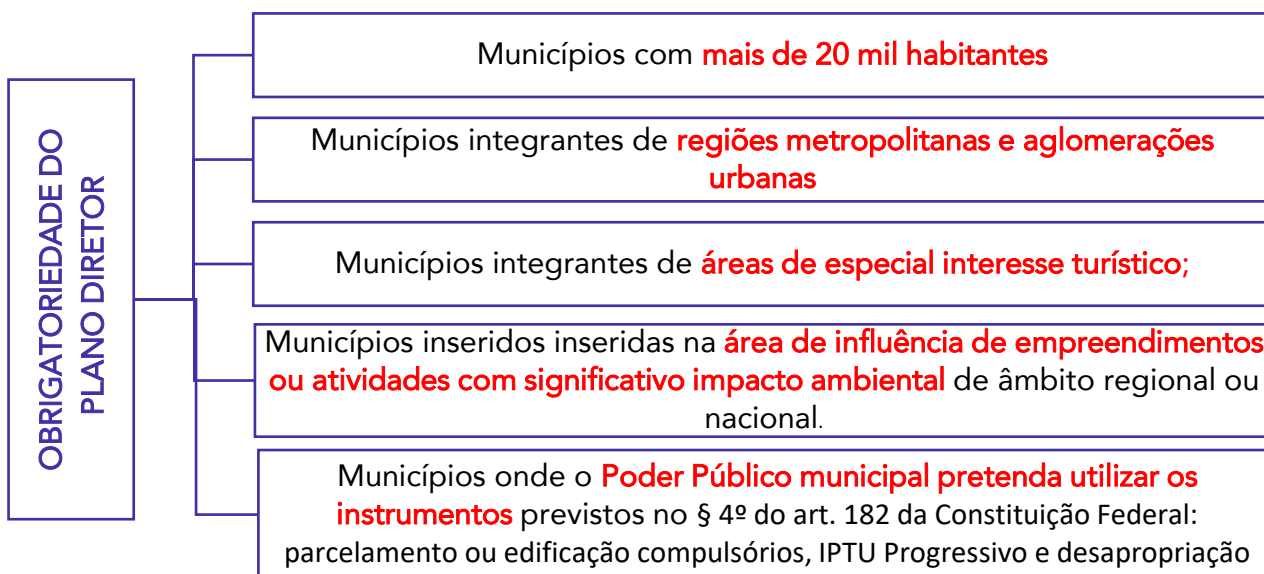 OBRIGATORIEDADE DO
PLANO DIRETOR
Municípios com mais de 20 mil habitantes
Municípios integrantes de regiões metropolitanas e aglomerações
urbanas
Municípios integrantes de áreas de especial interesse turístico;
Municípios inseridos inseridas na área de influência de empreendimentos
ou atividades com significativo impacto ambiental de âmbito regional ou
nacional.
Municípios onde o Poder Público municipal pretenda utilizar os
instrumentos previstos no § 4º do art. 182 da Constituição Federal:
parcelamento ou edificação compulsórios, IPTU Progressivo e desapropriação